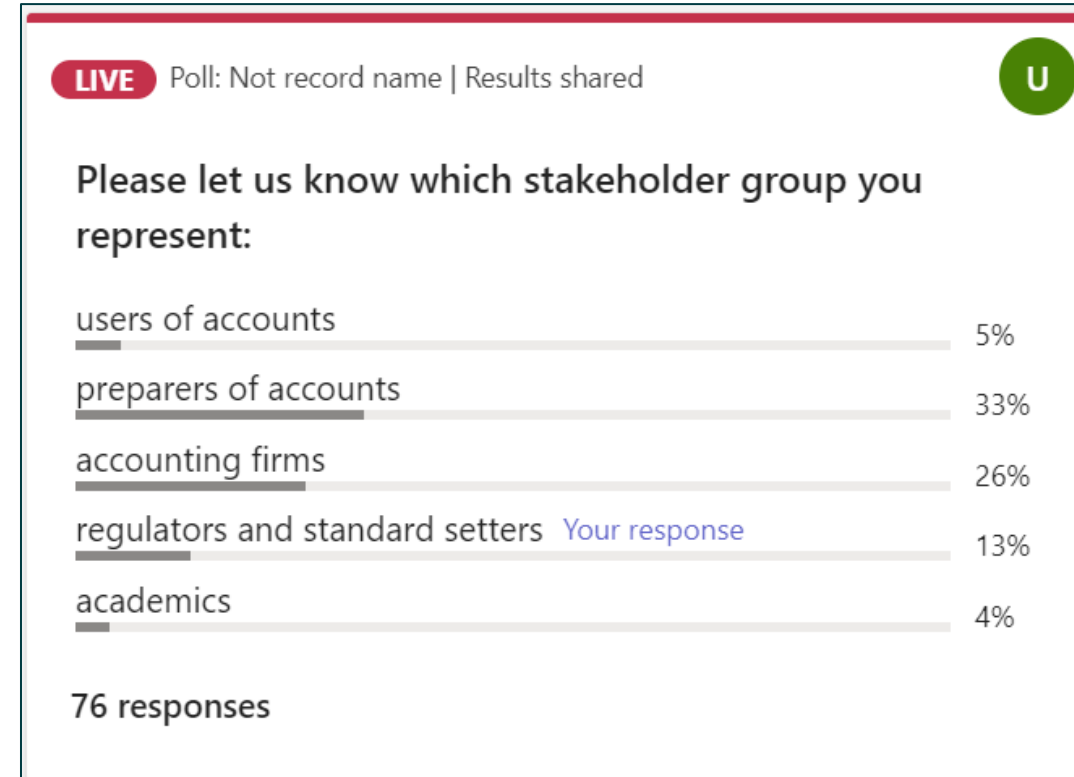 LIVE Poll: Not record name | Results shared U
Please let us know which stakeholder group you
represent:
users of accounts 5%
preparers of accounts 33%
accounting firms 26%
regulators and standard setters Your response 13%
academics 4%
76 responses